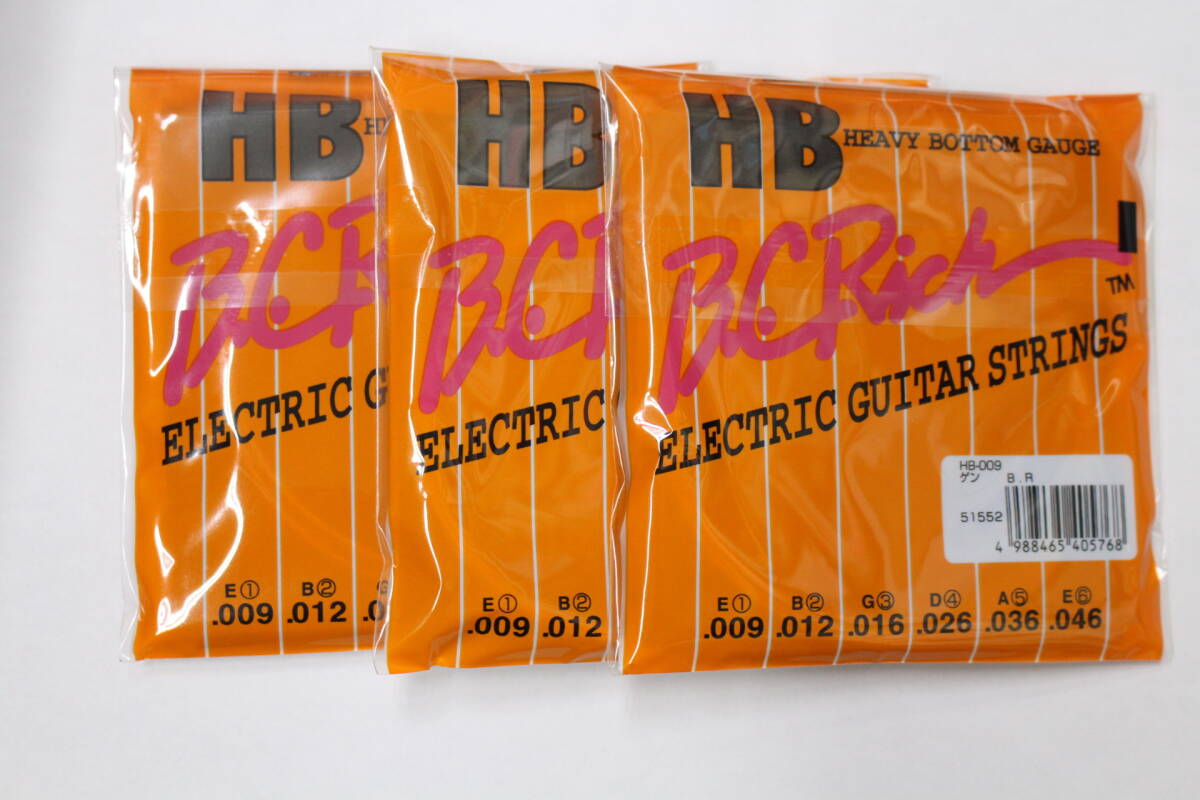 HB
B.C.R
ELECTRIC G
E① B②
.009 .012
HB
B.C.R
ELECTRIC
E① B②
.009 .012
HB HEAVY BOTTOM GAUGE
B.C.Rich TM
ELECTRIC GUITAR STRINGS
HB-009
ゲン B.R
51552
4 988465 405768
E① B② G③ D④ A⑤ E⑥
.009 .012 .016 .026 .036 .046